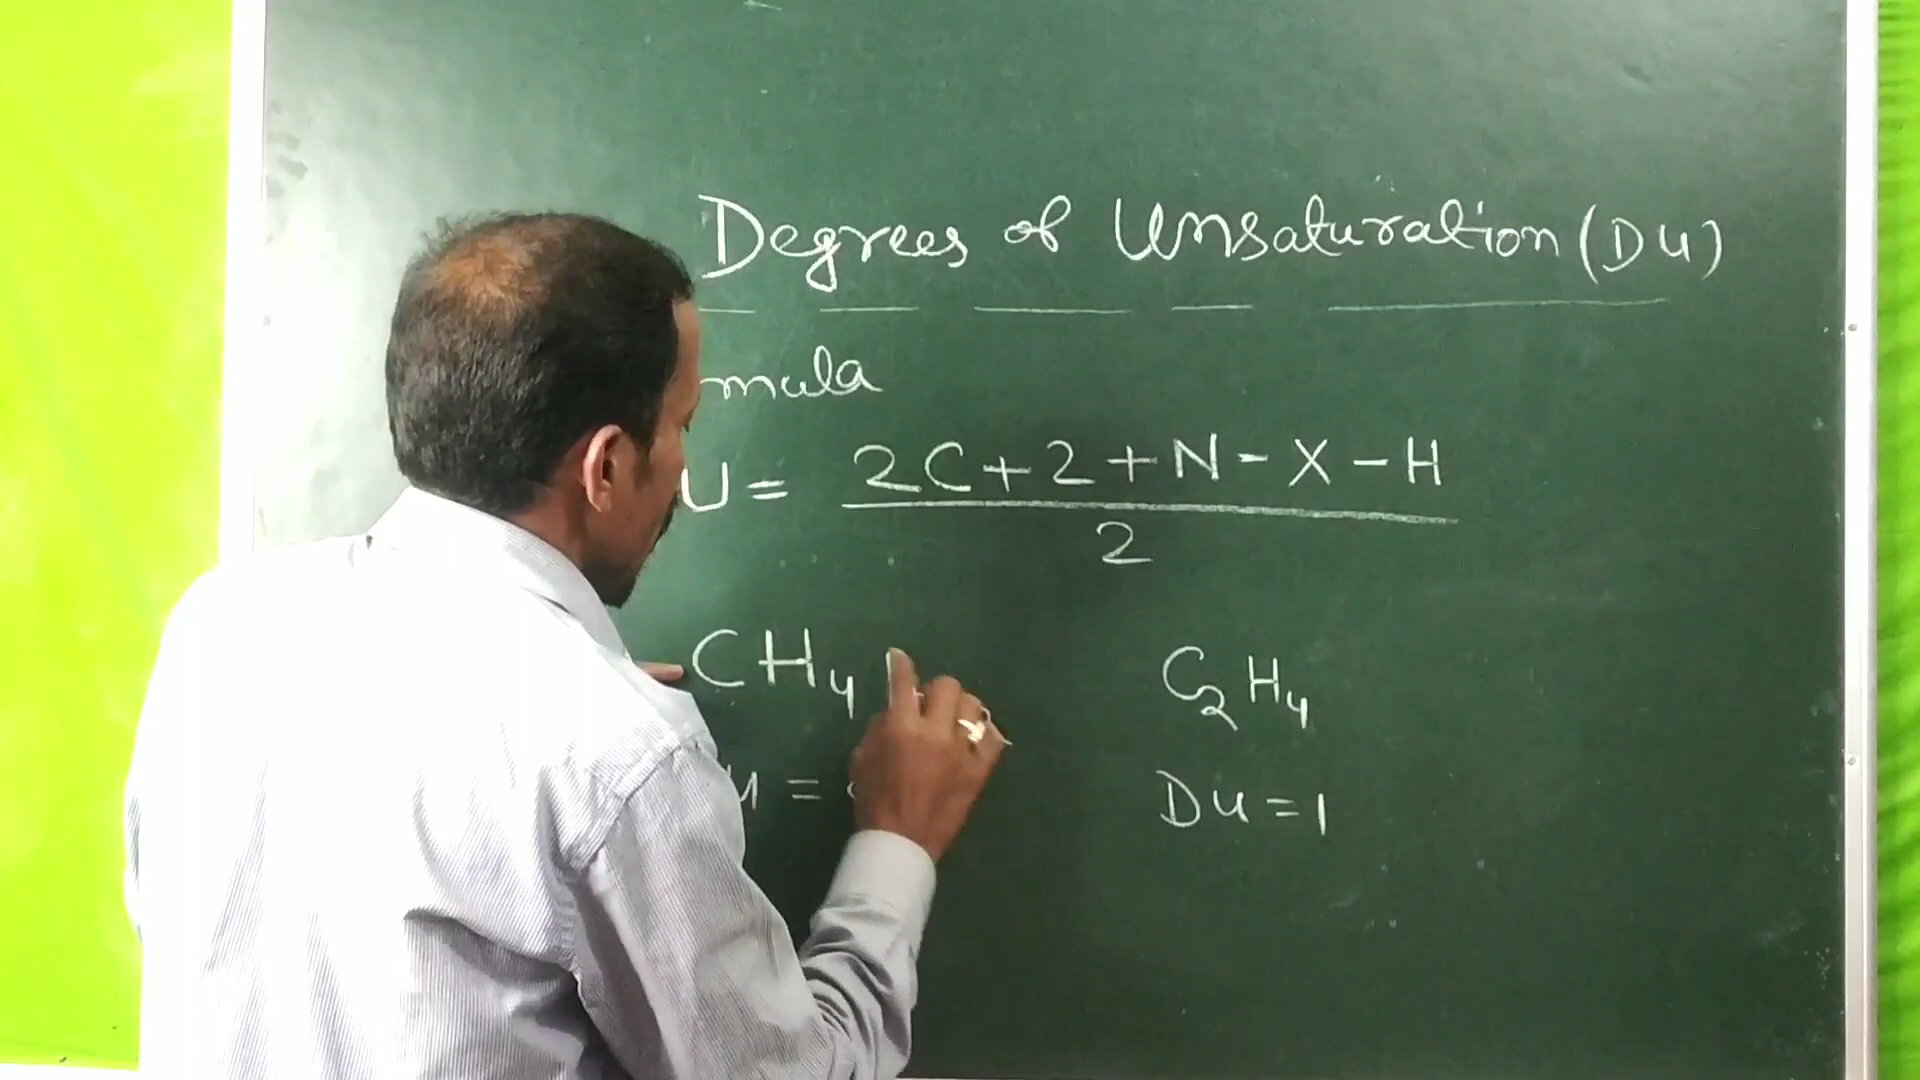 Degrees of Unsaturation (DU)
mula
U = 2C+2+N-X-H
2
CH4 C2H4
u = Du = 1